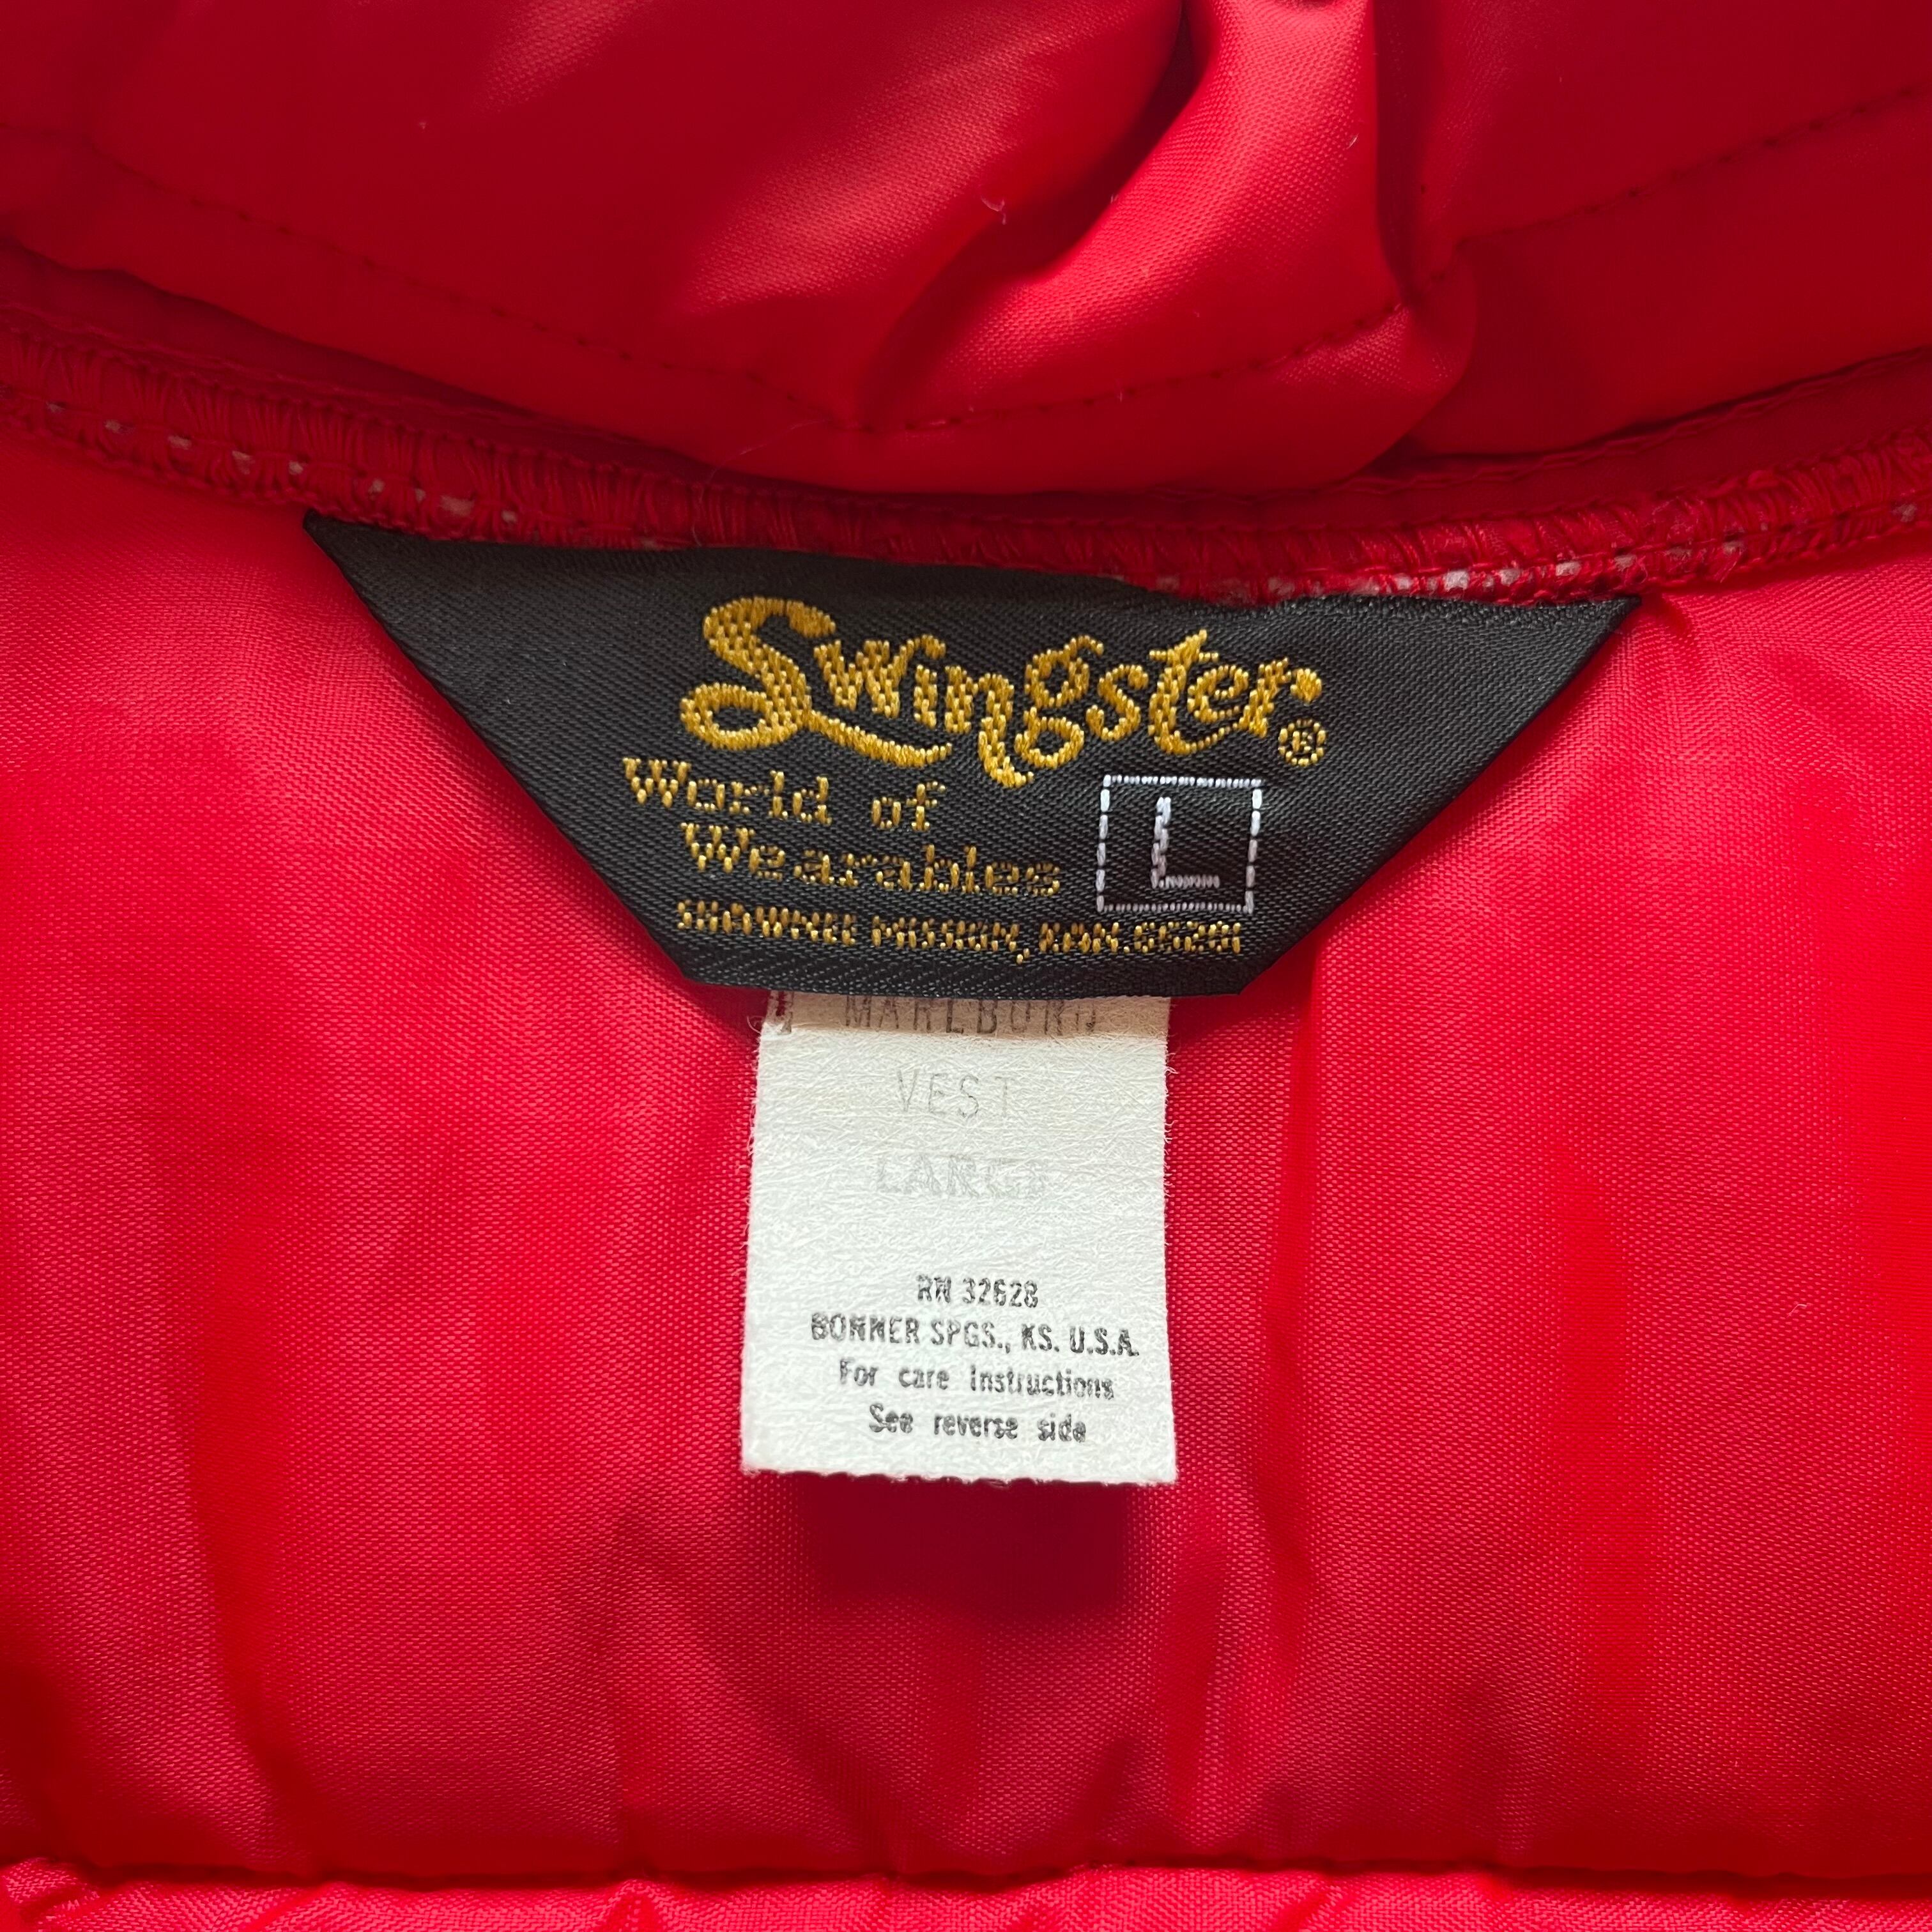 Swingster®
World of
Wearables
L
SHAWNEE MISSION, KAN. 66201
MARLBORO
VEST
LARGE
RN 32628
BONNER SPGS., KS. U.S.A.
For care Instructions
See reverse side